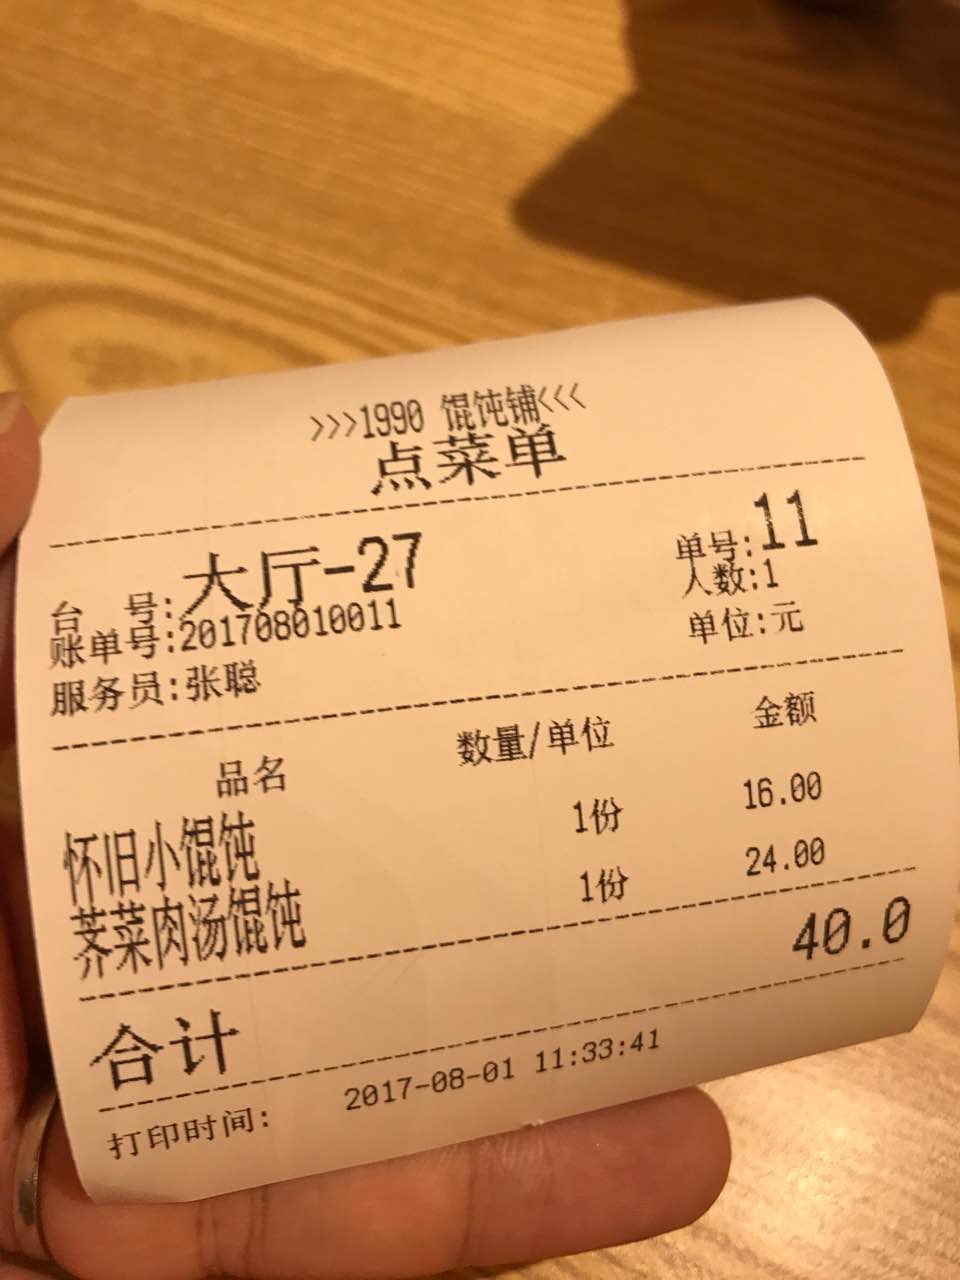 >>>1990 馄饨铺<<<
点菜单
台 号:大厅-27 单号:11
账单号:201708010011 人数:1
服务员:张聪 单位:元
品名 数量/单位 金额
怀旧小馄饨 1份 16.00
荠菜肉汤馄饨 1份 24.00
合计 40.0
打印时间: 2017-08-01 11:33:41